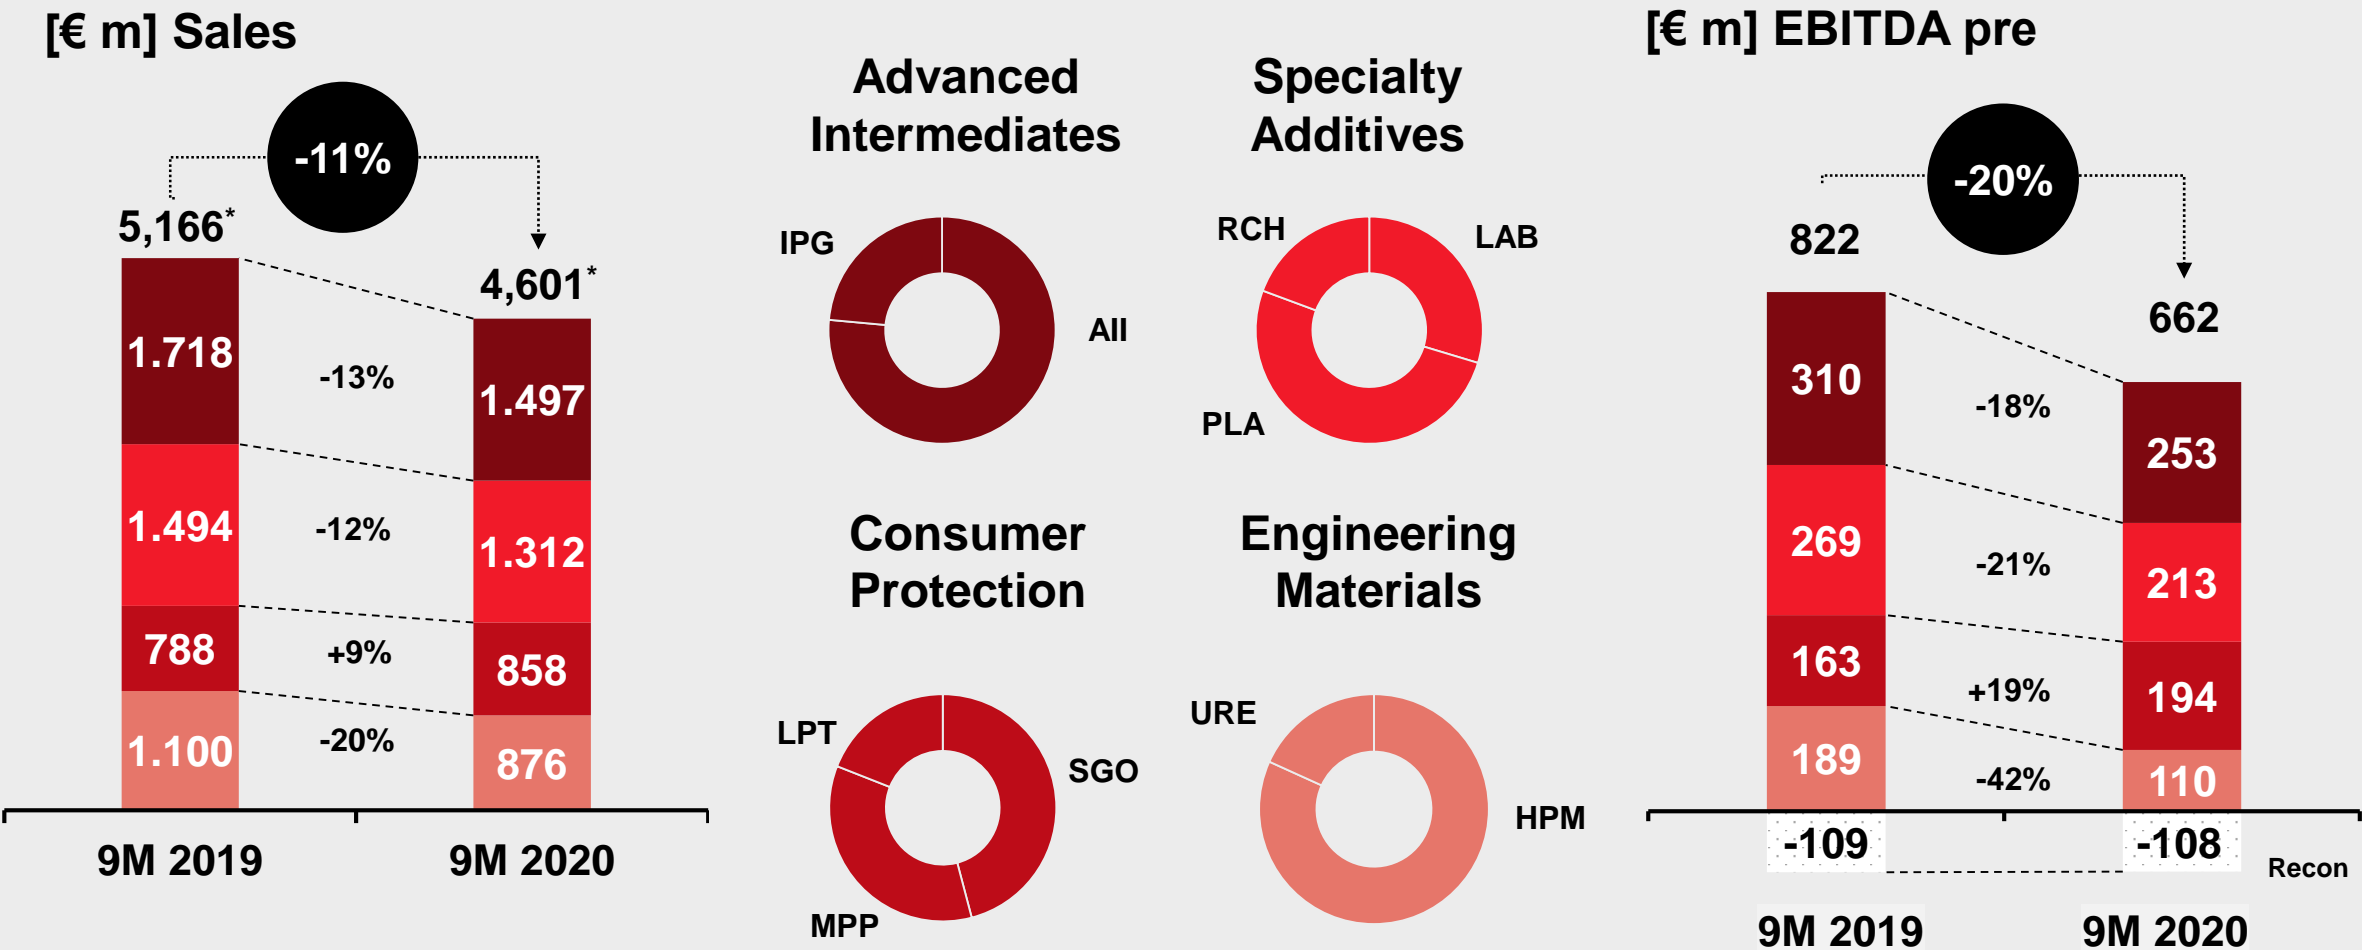 [€ m] Sales
-11%
5,166*
4,601*
1.718
-13%
1.497
1.494
-12%
1.312
788
+9%
858
1.100
-20%
876
9M 2019
9M 2020
Advanced
Intermediates
IPG
AII
Specialty
Additives
RCH
LAB
PLA
Consumer
Protection
LPT
SGO
MPP
Engineering
Materials
URE
HPM
[€ m] EBITDA pre
-20%
822
662
310
-18%
253
269
-21%
213
163
+19%
194
189
-42%
110
-109
-108
Recon
9M 2019
9M 2020